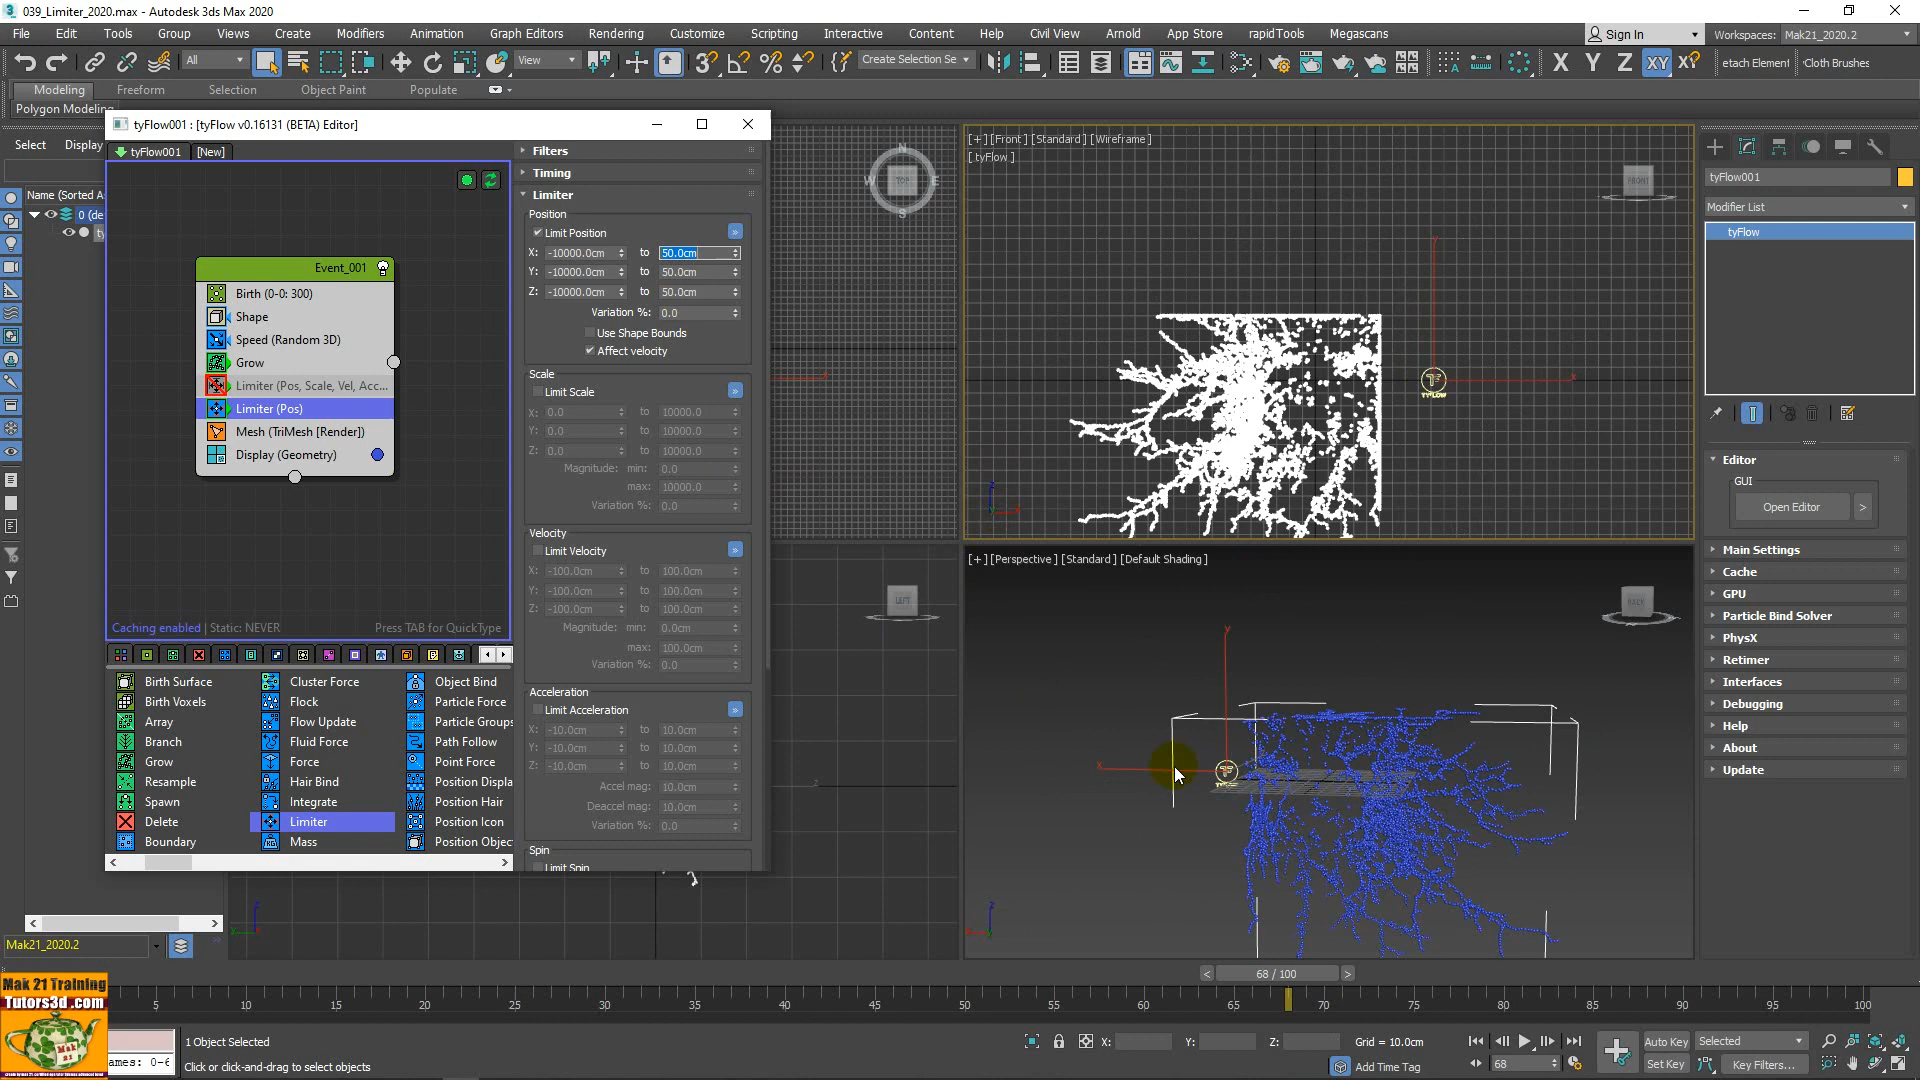 039_Limiter_2020.max - Autodesk 3ds Max 2020
File Edit Tools Group Views Create Modifiers Animation Graph Editors Rendering Customize Scripting Interactive Content Help Civil View Arnold App Store rapidTools Megascans Sign In Workspaces: Mak21_2020.2
All View Create Selection Se X Y Z XY etach Element :Cloth Brushes
Modeling Freeform Selection Object Paint Populate
Polygon Modeling
tyFlow001 : [tyFlow v0.16131 (BETA) Editor]
Select Display
tyFlow001 [New]
Name (Sorted A
0 (de
ty
Event_001
Birth (0-0: 300)
Shape
Speed (Random 3D)
Grow
Limiter (Pos, Scale, Vel, Acc...
Limiter (Pos)
Mesh (TriMesh [Render])
Display (Geometry)
Caching enabled | Static: NEVER Press TAB for QuickType
Birth Surface Cluster Force Object Bind
Birth Voxels Flock Particle Force
Array Flow Update Particle Groups
Branch Fluid Force Path Follow
Grow Force Point Force
Resample Hair Bind Position Displa
Spawn Integrate Position Hair
Delete Limiter Position Icon
Boundary Mass Position Objec
Filters
Timing
Limiter
Position
Limit Position
X: -10000.0cm to 50.0cm
Y: -10000.0cm to 50.0cm
Z: -10000.0cm to 50.0cm
Variation %: 0.0
Use Shape Bounds
Affect velocity
Scale
Limit Scale
X: 0.0 to 10000.0
Y: 0.0 to 10000.0
Z: 0.0 to 10000.0
Magnitude: min: 0.0
max: 10000.0
Variation %: 0.0
Velocity
Limit Velocity
X: -100.0cm to 100.0cm
Y: -100.0cm to 100.0cm
Z: -100.0cm to 100.0cm
Magnitude: min: 0.0cm
max: 100.0cm
Variation %: 0.0
Acceleration
Limit Acceleration
X: -10.0cm to 10.0cm
Y: -10.0cm to 10.0cm
Z: -10.0cm to 10.0cm
Accel mag: 10.0cm
Deaccel mag: 10.0cm
Variation %: 0.0
Spin
Limit Spin
N
W TOP E
S
LEFT
[+] [Front] [Standard] [Wireframe]
[ tyFlow ]
FRONT
[+] [Perspective] [Standard] [Default Shading]
BACK
tyFlow001
Modifier List
tyFlow
Editor
GUI
Open Editor >
Main Settings
Cache
GPU
Particle Bind Solver
PhysX
Retimer
Interfaces
Debugging
Help
About
Update
Mak21_2020.2
< 68 / 100 >
Mak 21 Training
Tutors3d .com
Mak
21
5 10 15 20 25 30 35 40 45 50 55 60 65 70 75 80 85 90 95 100
1 Object Selected X: Y: Z: Grid = 10.0cm Auto Key Selected
ames: 0-6 Click or click-and-drag to select objects Add Time Tag 68 Set Key Key Filters...